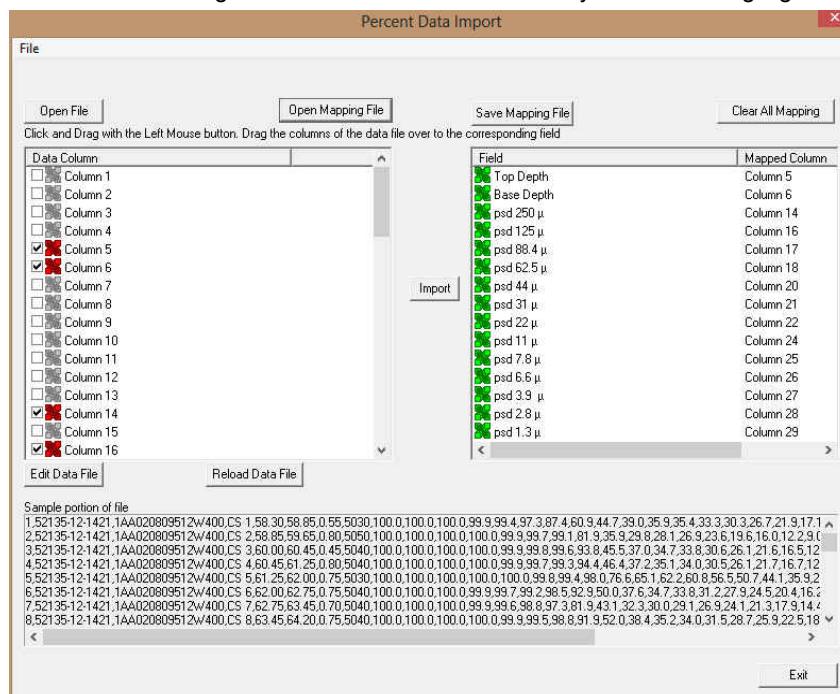 Percent Data Import
File
Open File Open Mapping File Save Mapping File Clear All Mapping
Click and Drag with the Left Mouse button. Drag the columns of the data file over to the corresponding field
Data Column Field Mapped Column
Column 1 Top Depth Column 5
Column 2 Base Depth Column 6
Column 3 psd 250 µ Column 14
Column 4 psd 125 µ Column 16
Column 5 psd 88.4 µ Column 17
Column 6 psd 62.5 µ Column 18
Column 7 psd 44 µ Column 20
Column 8 psd 31 µ Column 21
Column 9 psd 22 µ Column 22
Column 10 psd 11 µ Column 24
Column 11 psd 7.8 µ Column 25
Column 12 psd 6.6 µ Column 26
Column 13 psd 3.9 µ Column 27
Column 14 psd 2.8 µ Column 28
Column 15 psd 1.3 µ Column 29
Column 16
Import
Edit Data File Reload Data File
Sample portion of file
1,52135-12-1421,1AA020809512W400,CS 1,58.30,58.85,0.55,5030,100.0,100.0,100.0,99.9,99.4,97.3,87.4,60.9,44.7,39.0,35.9,35.4,33.3,30.3,26.7,21.9,17.1
2,52135-12-1421,1AA020809512W400,CS 2,58.85,59.65,0.80,5050,100.0,100.0,100.0,99.9,99.7,99.1,81.9,35.9,29.8,28.1,26.9,23.6,19.6,16.0,12.2,9.0
3,52135-12-1421,1AA020809512W400,CS 3,60.00,60.45,0.45,5040,100.0,100.0,100.0,99.9,99.8,99.6,93.8,45.5,37.0,34.7,33.8,30.6,26.1,21.6,16.5,12
4,52135-12-1421,1AA020809512W400,CS 4,60.45,61.25,0.80,5040,100.0,100.0,100.0,99.9,99.7,99.3,94.4,46.4,37.2,35.1,34.0,30.5,26.1,21.7,16.7,12
5,52135-12-1421,1AA020809512W400,CS 5,61.25,62.00,0.75,5030,100.0,100.0,100.0,99.8,99.4,98.0,76.6,65.1,62.2,60.8,56.5,50.7,44.1,35.9,2
6,52135-12-1421,1AA020809512W400,CS 6,62.00,62.75,0.75,5040,100.0,100.0,100.0,99.9,99.7,99.2,98.5,92.9,50.0,37.6,34.7,33.8,31.2,27.9,24.5,20.4,16.2
7,52135-12-1421,1AA020809512W400,CS 7,62.75,63.45,0.70,5040,100.0,100.0,100.0,99.9,99.6,98.8,97.3,81.9,43.1,32.3,30.0,29.1,26.9,24.1,21.3,17.9,14.4
8,52135-12-1421,1AA020809512W400,CS 8,63.45,64.20,0.75,5040,100.0,100.0,100.0,100.0,99.9,99.5,98.8,91.9,52.0,38.4,35.2,34.0,31.5,28.7,25.9,22.5,18
Exit